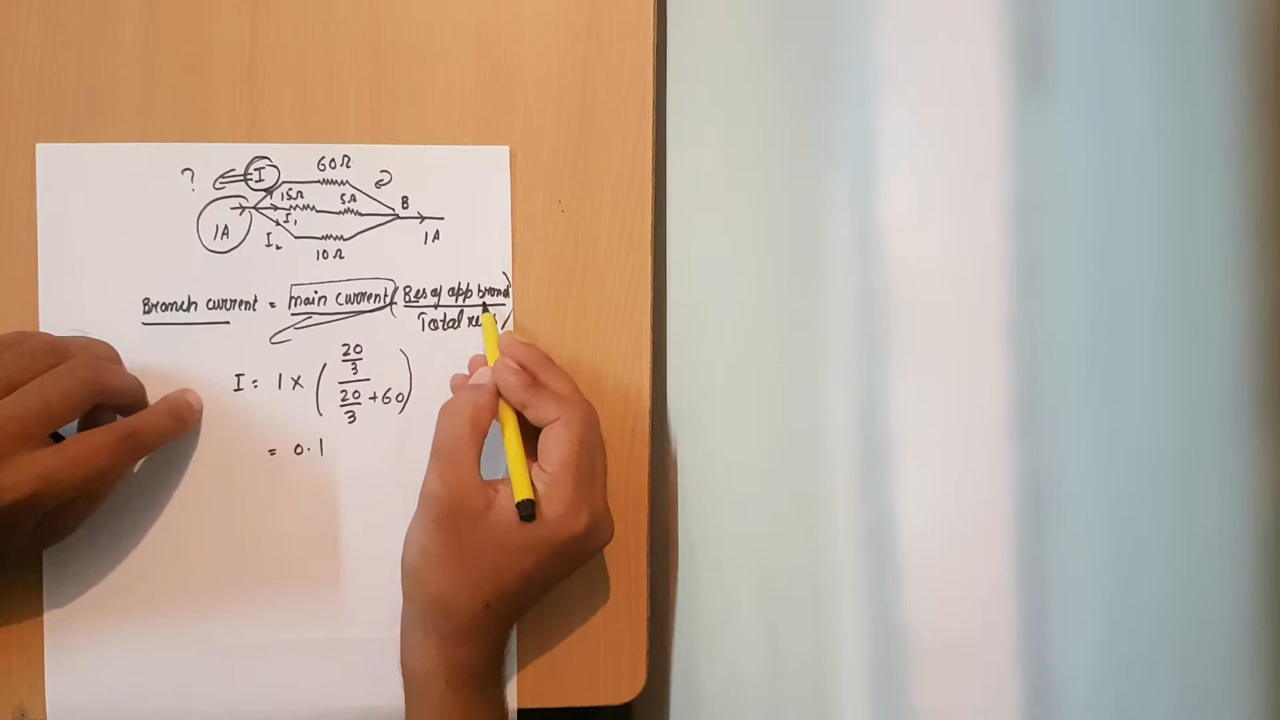 60Ω
? I
15Ω 5Ω B
1A I₁
I₂ 1A
10Ω
Branch current = main current (Res of opp branch)
Total res
I = 1 × (20/3
20/3 + 60)
= 0.1